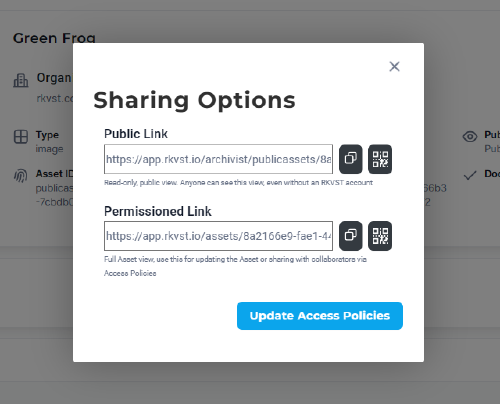 Green Frog
Organ
rkvst.co
Type
image
Asset ID
publicas
-7cbdb0
Pub
Pub
66b3
Doc
2
×
Sharing Options
Public Link
https://app.rkvst.io/archivist/publicassets/8a
Read-only, public view. Anyone can see this view, even without an RKVST account
Permissioned Link
https://app.rkvst.io/assets/8a2166e9-fae1-44
Full Asset view, use this for updating the Asset or sharing with collaborators via
Access Policies
Update Access Policies